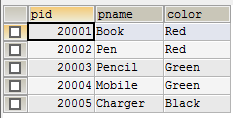 pid pname color
20001 Book Red
20002 Pen Red
20003 Pencil Green
20004 Mobile Green
20005 Charger Black